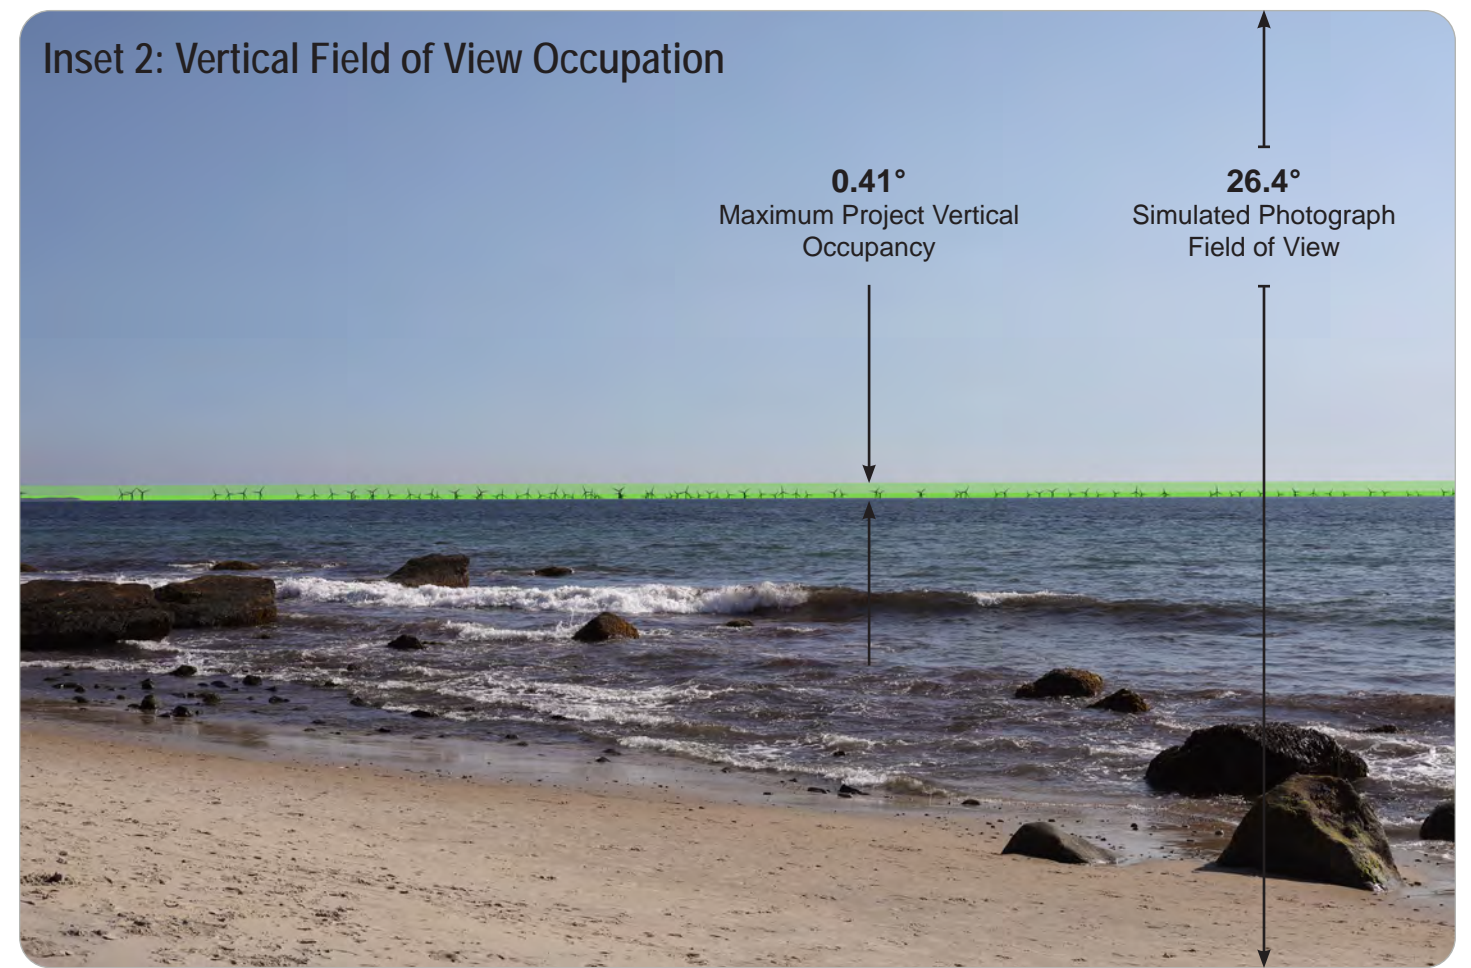 Inset 2: Vertical Field of View Occupation
0.41°
Maximum Project Vertical
Occupancy
26.4°
Simulated Photograph
Field of View